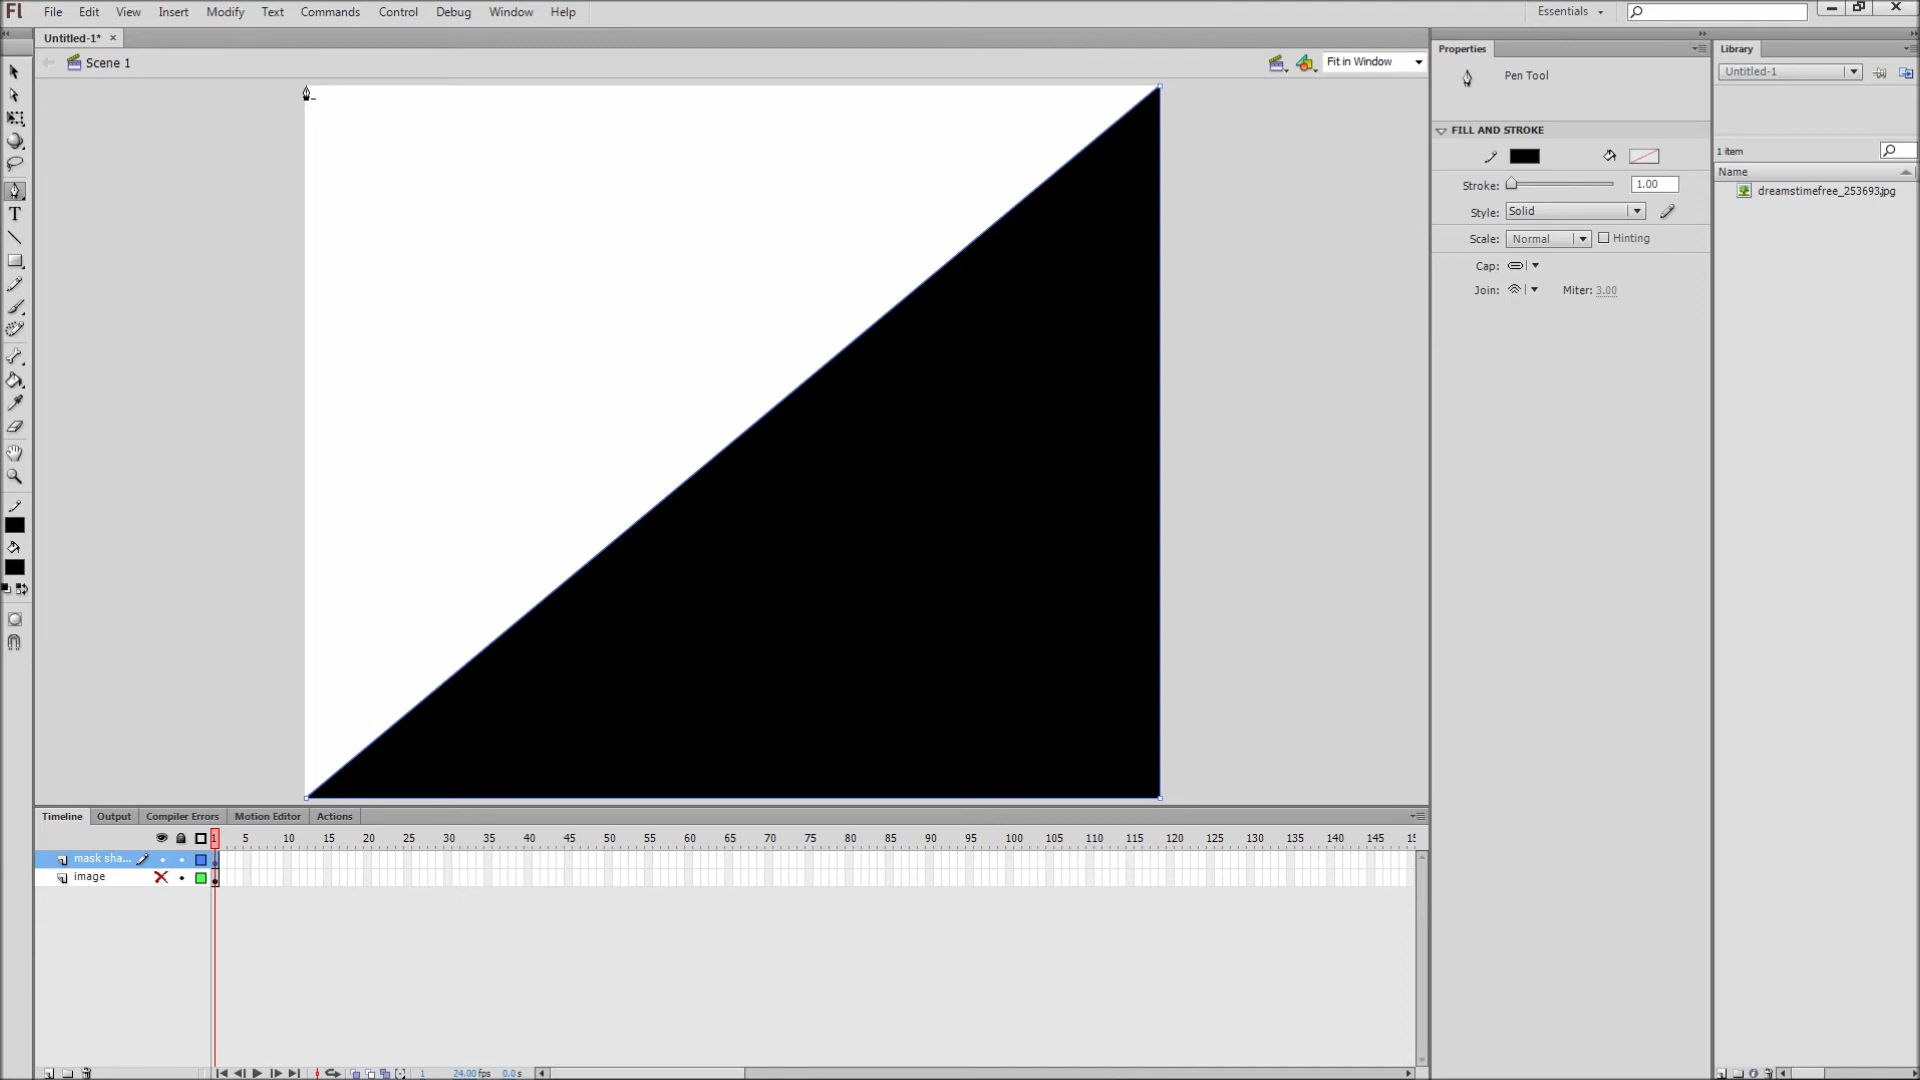 Fl File Edit View Insert Modify Text Commands Control Debug Window Help Essentials
Untitled-1* ×
Scene 1 Fit in Window
Properties
Pen Tool
FILL AND STROKE
Stroke: 1.00
Style: Solid
Scale: Normal Hinting
Cap:
Join: Miter: 3.00
Library
Untitled-1
1 item
Name
dreamstimefree_253693.jpg
T
Timeline Output Compiler Errors Motion Editor Actions
1 5 10 15 20 25 30 35 40 45 50 55 60 65 70 75 80 85 90 95 100 105 110 115 120 125 130 135 140 145 15
mask sha...
image
1 24.00 fps 0.0 s